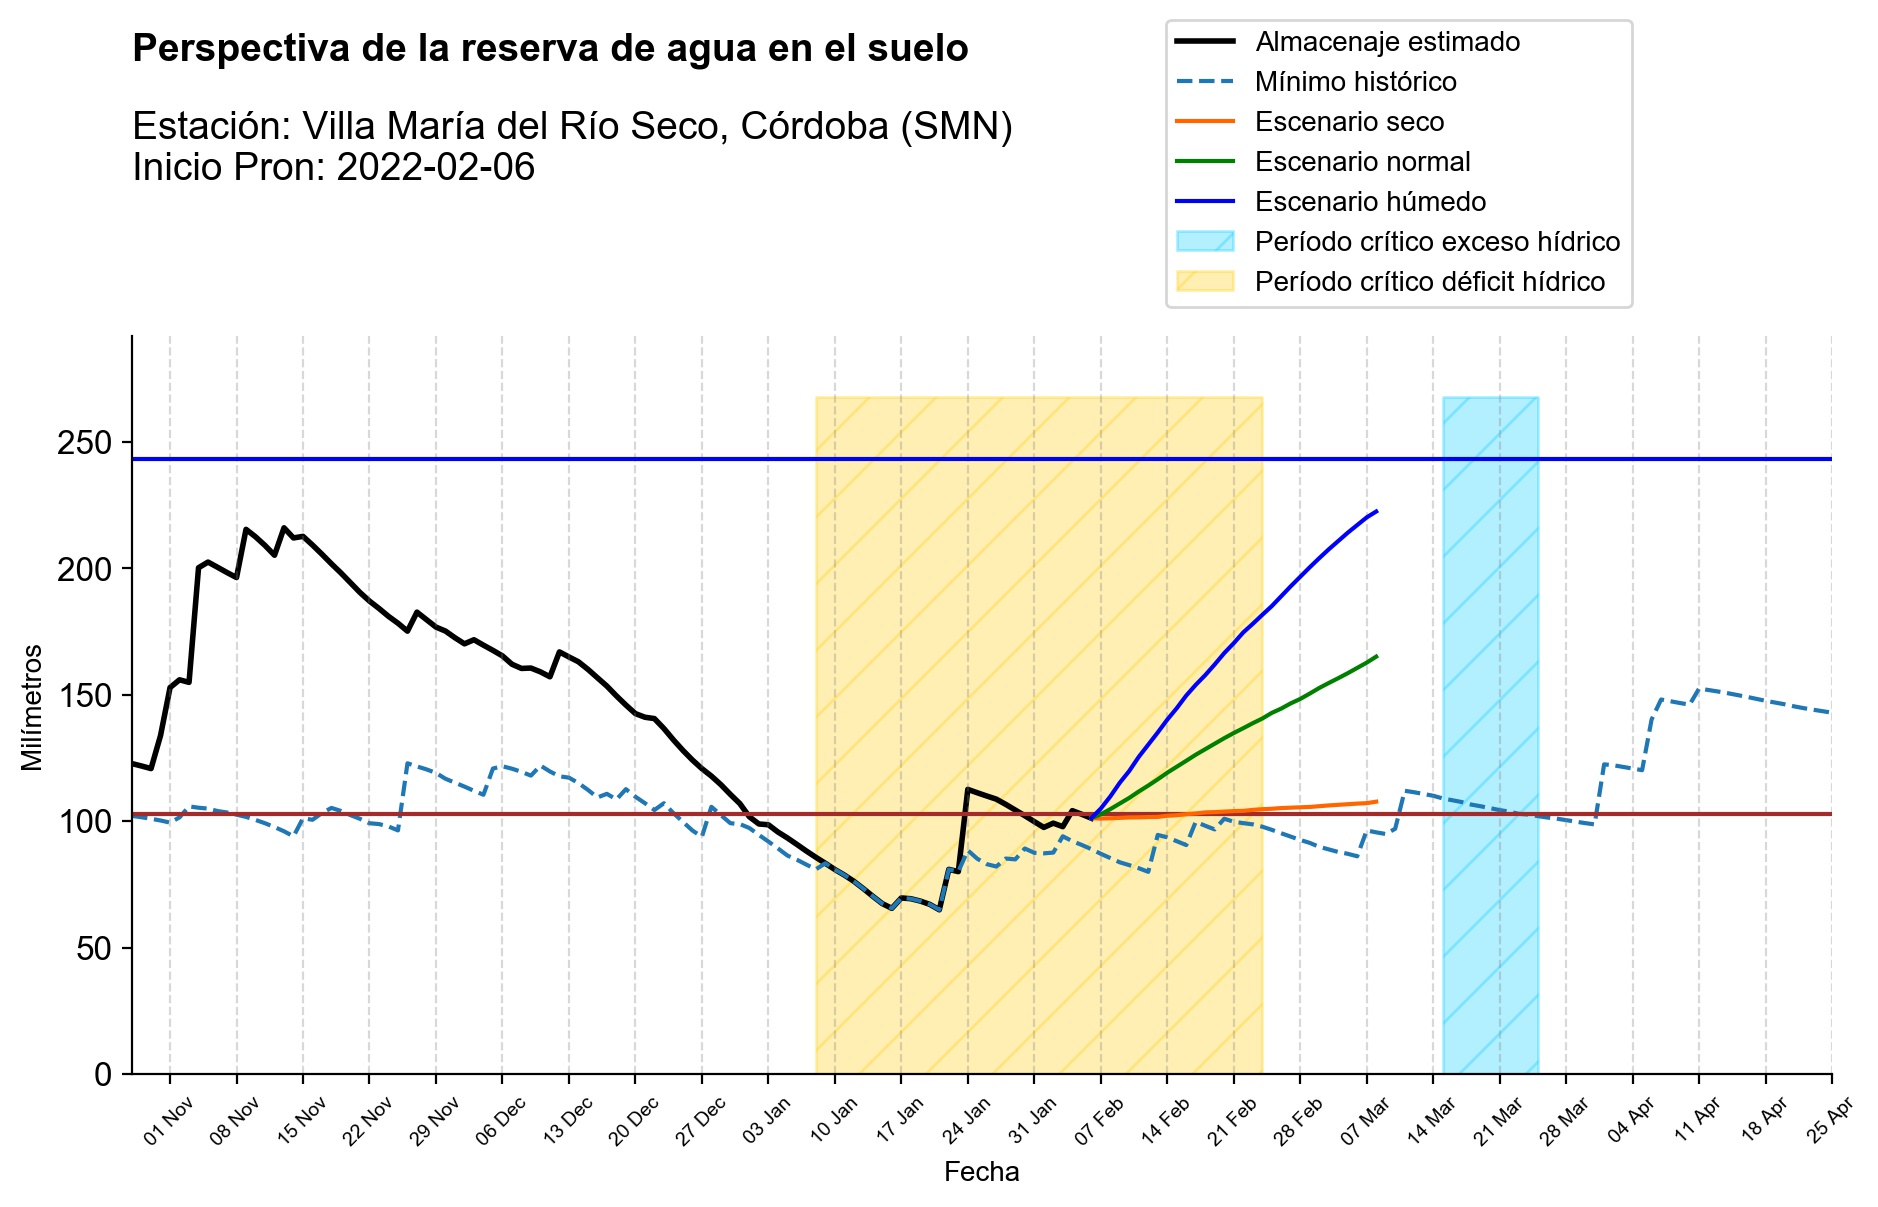 Perspectiva de la reserva de agua en el suelo
Estación: Villa María del Río Seco, Córdoba (SMN)
Inicio Pron: 2022-02-06
Almacenaje estimado
Mínimo histórico
Escenario seco
Escenario normal
Escenario húmedo
Período crítico exceso hídrico
Período crítico déficit hídrico
Milímetros
250
200
150
100
50
0
01 Nov
08 Nov
15 Nov
22 Nov
29 Nov
06 Dec
13 Dec
20 Dec
27 Dec
03 Jan
10 Jan
17 Jan
24 Jan
31 Jan
07 Feb
14 Feb
21 Feb
28 Feb
07 Mar
14 Mar
21 Mar
28 Mar
04 Apr
11 Apr
18 Apr
25 Apr
Fecha